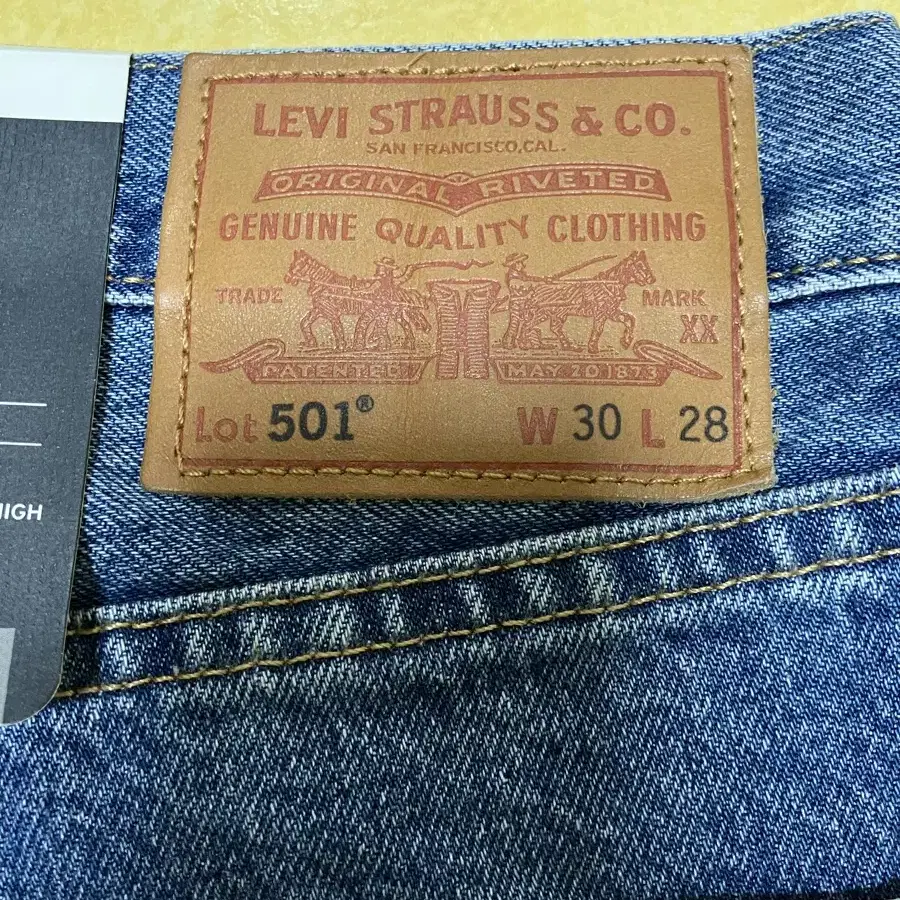 LEVI STRAUSS & CO.
SAN FRANCISCO, CAL.
ORIGINAL RIVETED
GENUINE QUALITY CLOTHING
TRADE MARK
XX
PATENTED MAY 20 1873
Lot 501® W 30 L 28